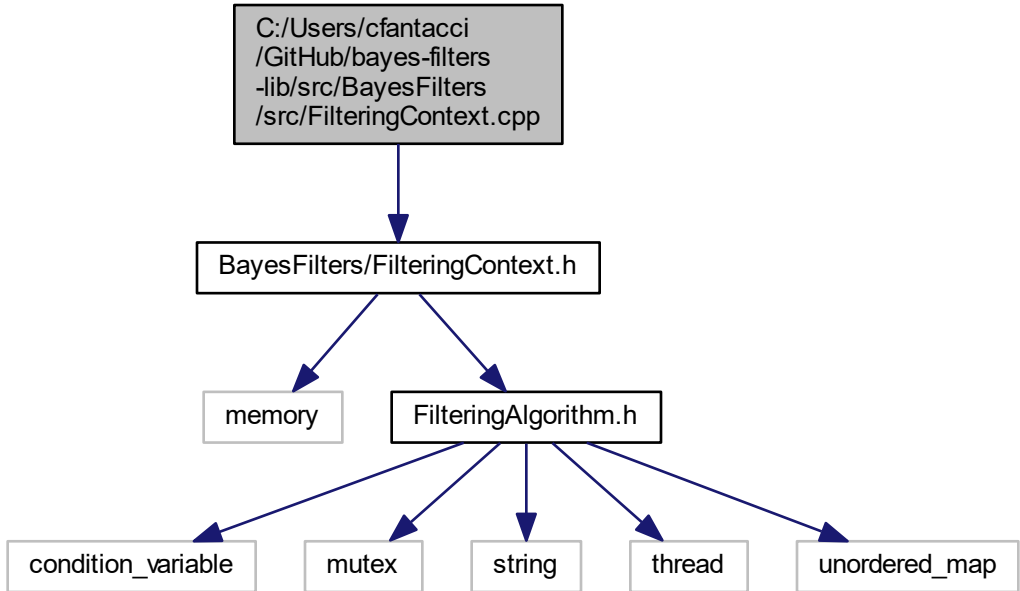 C:/Users/cfantacci
/GitHub/bayes-filters
-lib/src/BayesFilters
/src/FilteringContext.cpp
BayesFilters/FilteringContext.h
memory
FilteringAlgorithm.h
condition_variable
mutex
string
thread
unordered_map